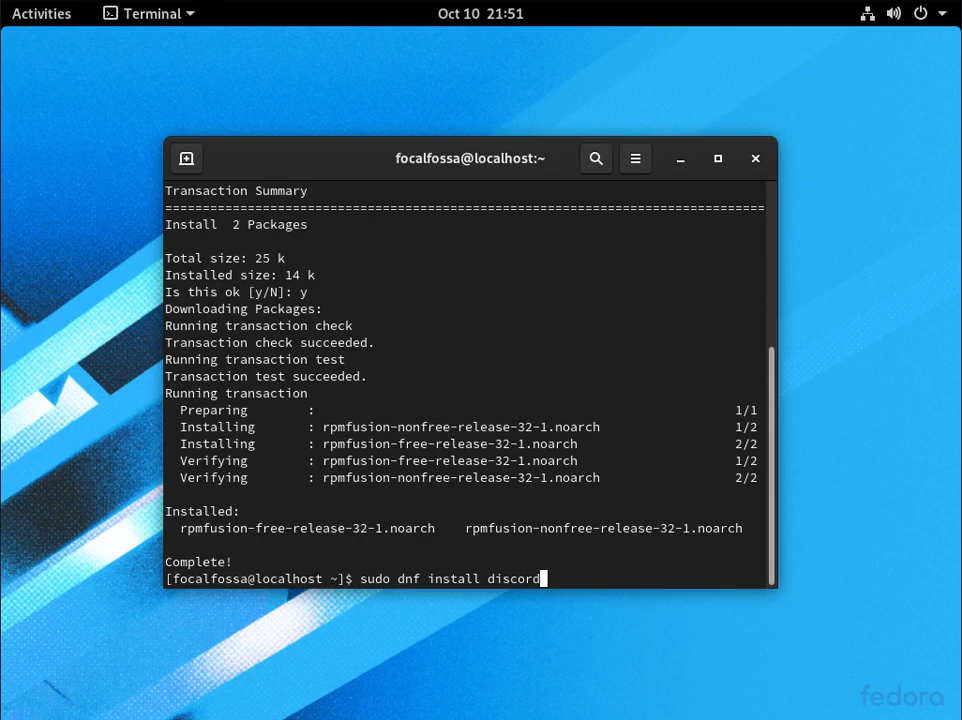 Activities Terminal Oct 10 21:51
focalfossa@localhost:~
Transaction Summary
================================================================================
Install  2 Packages
Total size: 25 k
Installed size: 14 k
Is this ok [y/N]: y
Downloading Packages:
Running transaction check
Transaction check succeeded.
Running transaction test
Transaction test succeeded.
Running transaction
  Preparing        :                                                        1/1
  Installing       : rpmfusion-nonfree-release-32-1.noarch                  1/2
  Installing       : rpmfusion-free-release-32-1.noarch                     2/2
  Verifying        : rpmfusion-free-release-32-1.noarch                     1/2
  Verifying        : rpmfusion-nonfree-release-32-1.noarch                  2/2
Installed:
  rpmfusion-free-release-32-1.noarch    rpmfusion-nonfree-release-32-1.noarch
Complete!
[focalfossa@localhost ~]$ sudo dnf install discord
fedora